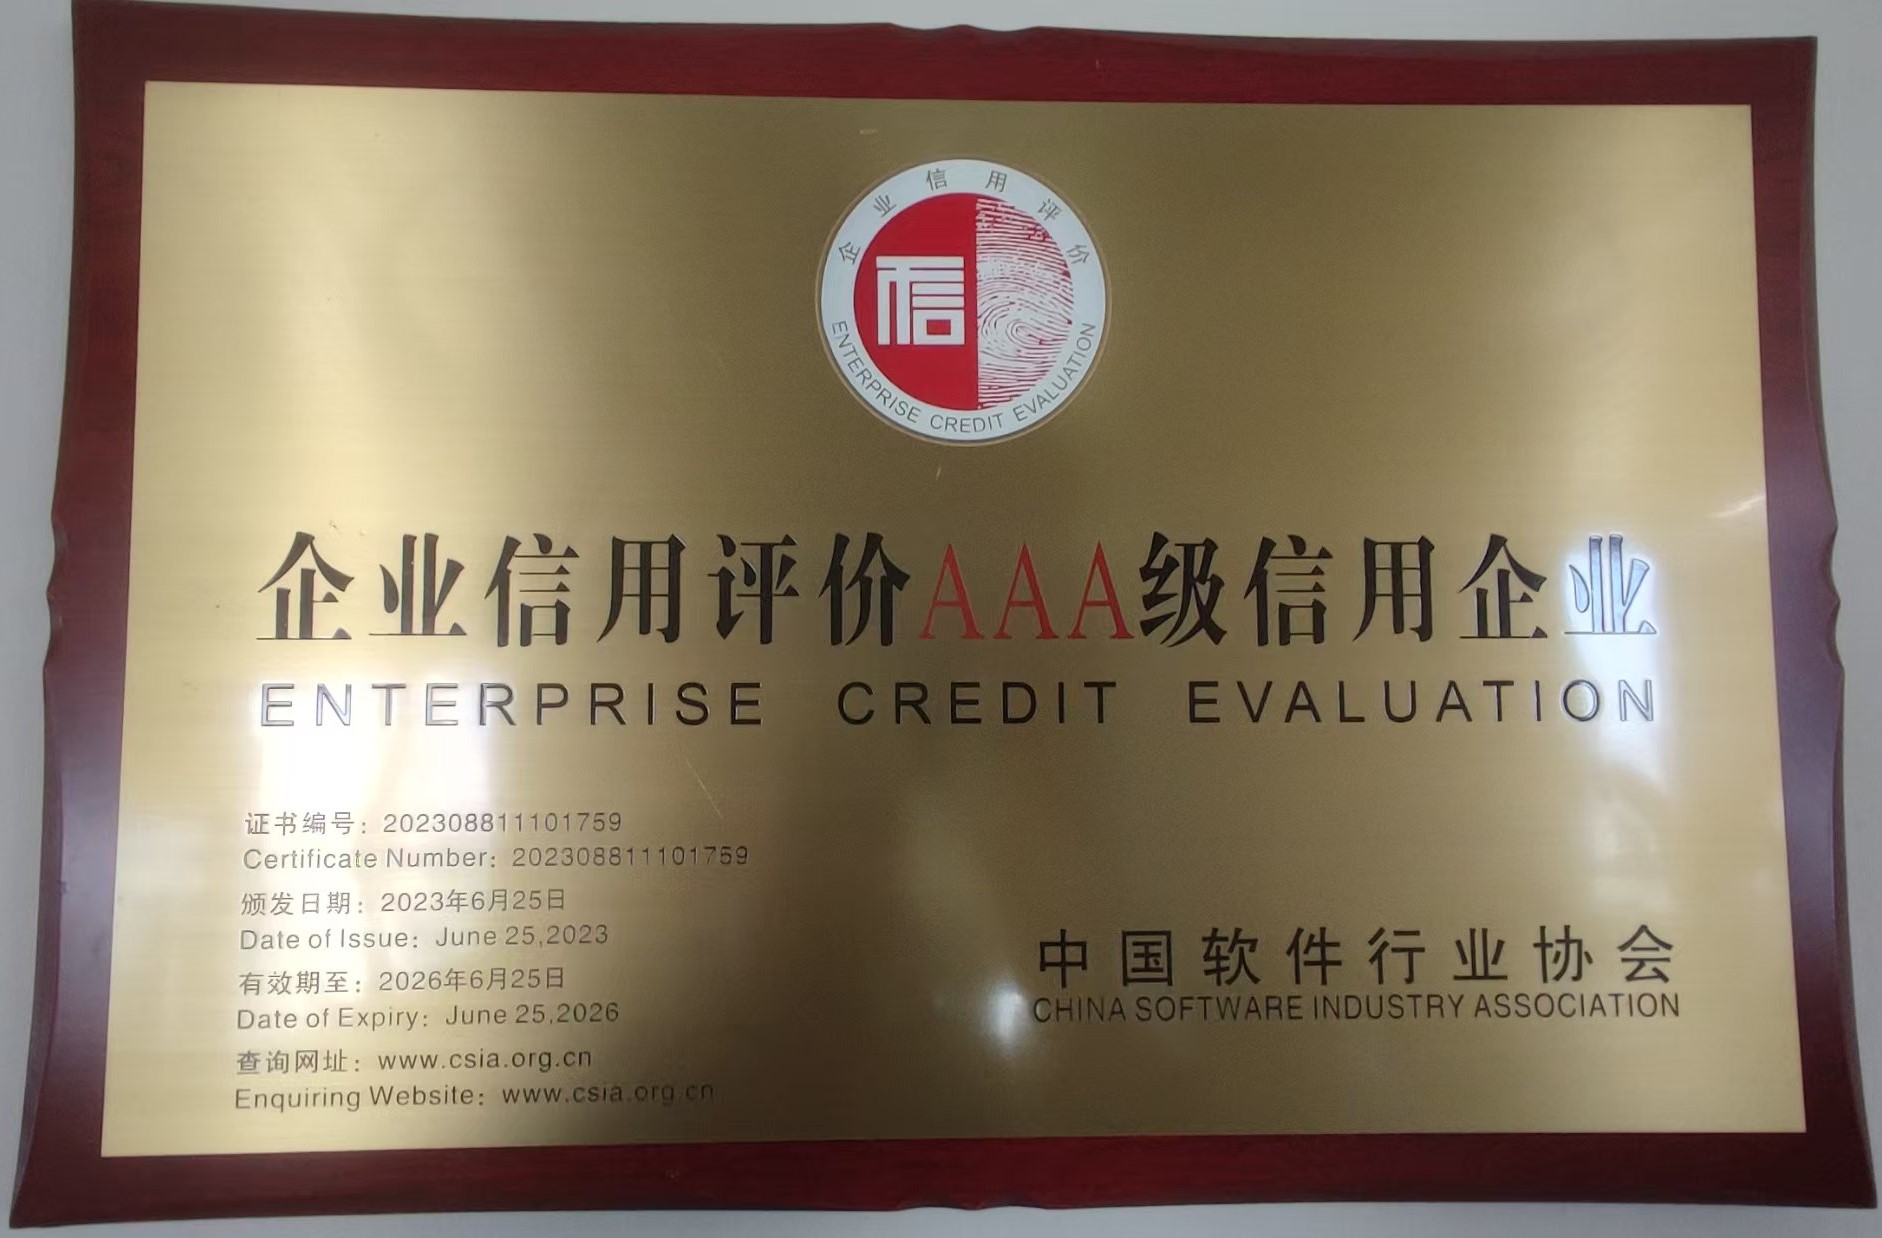 企业信用评价
信
ENTERPRISE CREDIT EVALUATION
企业信用评价AAA级信用企业
ENTERPRISE CREDIT EVALUATION
证书编号：202308811101759
Certificate Number：202308811101759
颁发日期：2023年6月25日
Date of Issue：June 25,2023
有效期至：2026年6月25日
Date of Expiry：June 25,2026
查询网址：www.csia.org.cn
Enquiring Website：www.csia.org.cn
中国软件行业协会
CHINA SOFTWARE INDUSTRY ASSOCIATION